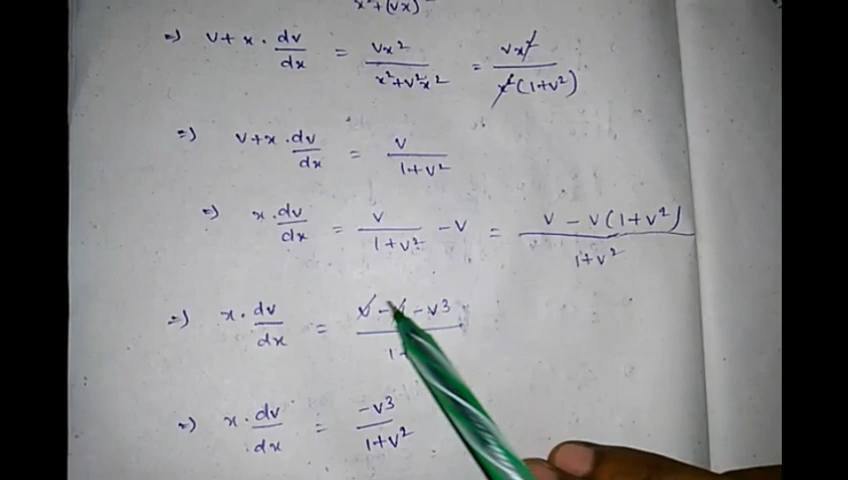 x²+(vx)²
=) v+x.dv/dx = vx²/x²+v²x² = vx²/x²(1+v²)
=) v+x.dv/dx = v/1+v²
=) x.dv/dx = v/1+v² -v = v-v(1+v²)/1+v²
=) x.dv/dx = v-v-v3/1+
=) x.dv/dx = -v3/1+v²